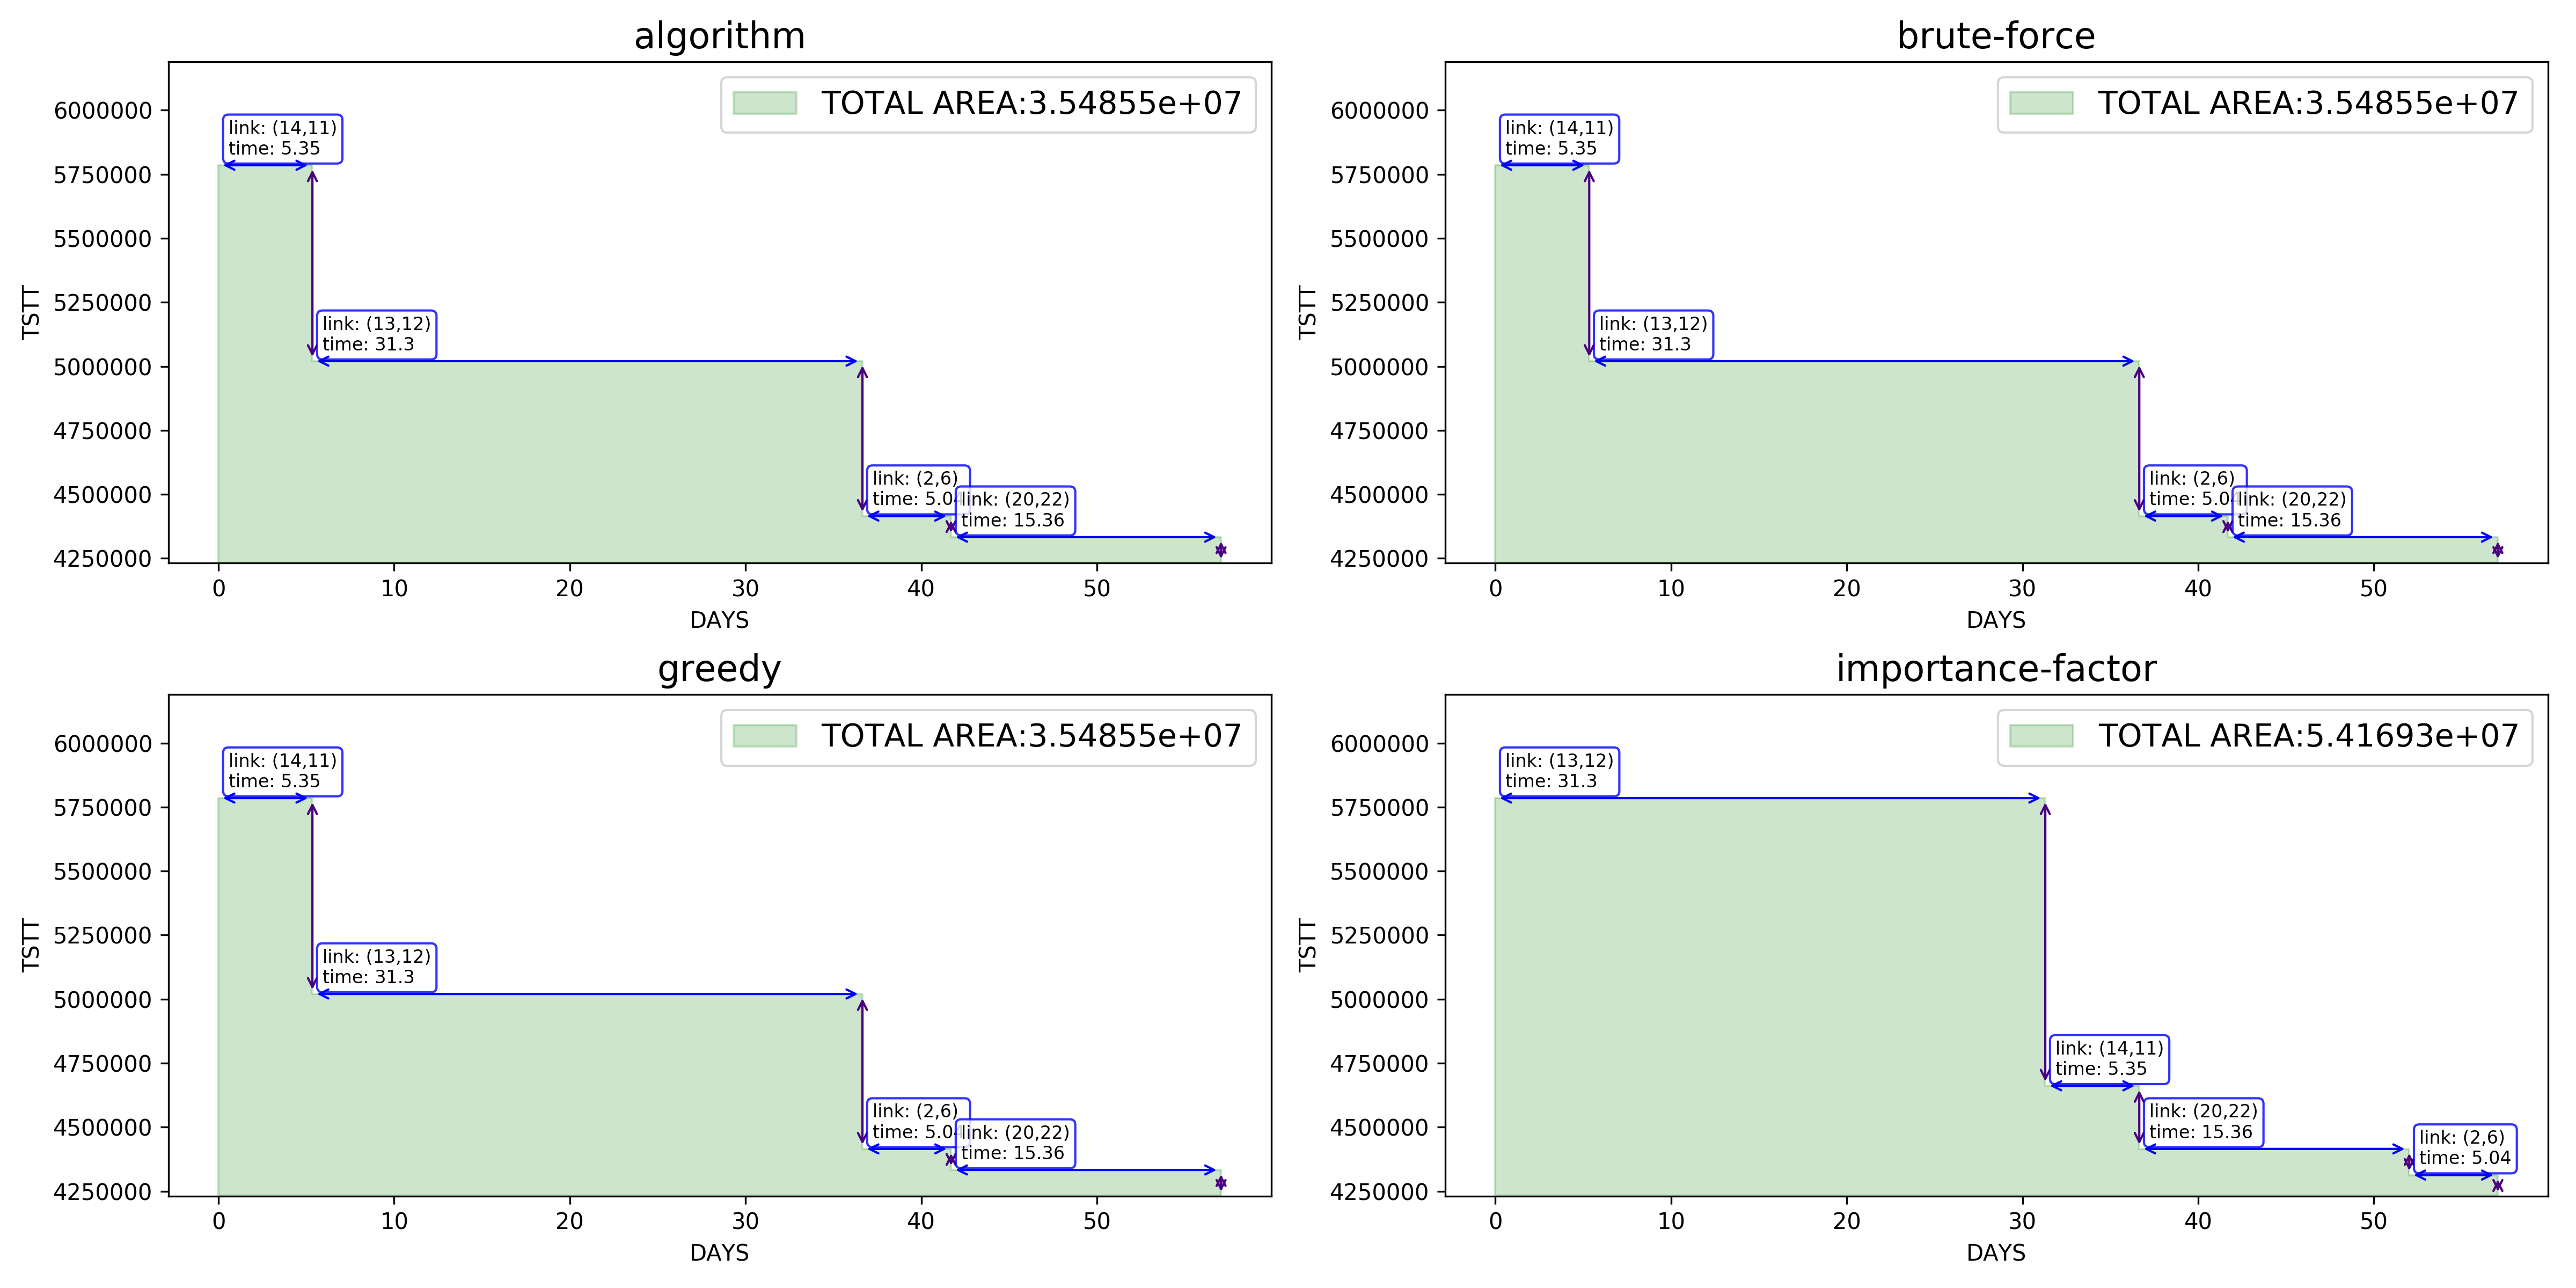 algorithm
TOTAL AREA:3.54855e+07
6000000
5750000
5500000
5250000
5000000
4750000
4500000
4250000
TSTT
link: (14,11)
time: 5.35
link: (13,12)
time: 31.3
link: (2,6)
time: 5.04
link: (20,22)
time: 15.36
0 10 20 30 40 50
DAYS
brute-force
TOTAL AREA:3.54855e+07
6000000
5750000
5500000
5250000
5000000
4750000
4500000
4250000
TSTT
link: (14,11)
time: 5.35
link: (13,12)
time: 31.3
link: (2,6)
time: 5.04
link: (20,22)
time: 15.36
0 10 20 30 40 50
DAYS
greedy
TOTAL AREA:3.54855e+07
6000000
5750000
5500000
5250000
5000000
4750000
4500000
4250000
TSTT
link: (14,11)
time: 5.35
link: (13,12)
time: 31.3
link: (2,6)
time: 5.04
link: (20,22)
time: 15.36
0 10 20 30 40 50
DAYS
importance-factor
TOTAL AREA:5.41693e+07
6000000
5750000
5500000
5250000
5000000
4750000
4500000
4250000
TSTT
link: (13,12)
time: 31.3
link: (14,11)
time: 5.35
link: (20,22)
time: 15.36
link: (2,6)
time: 5.04
0 10 20 30 40 50
DAYS